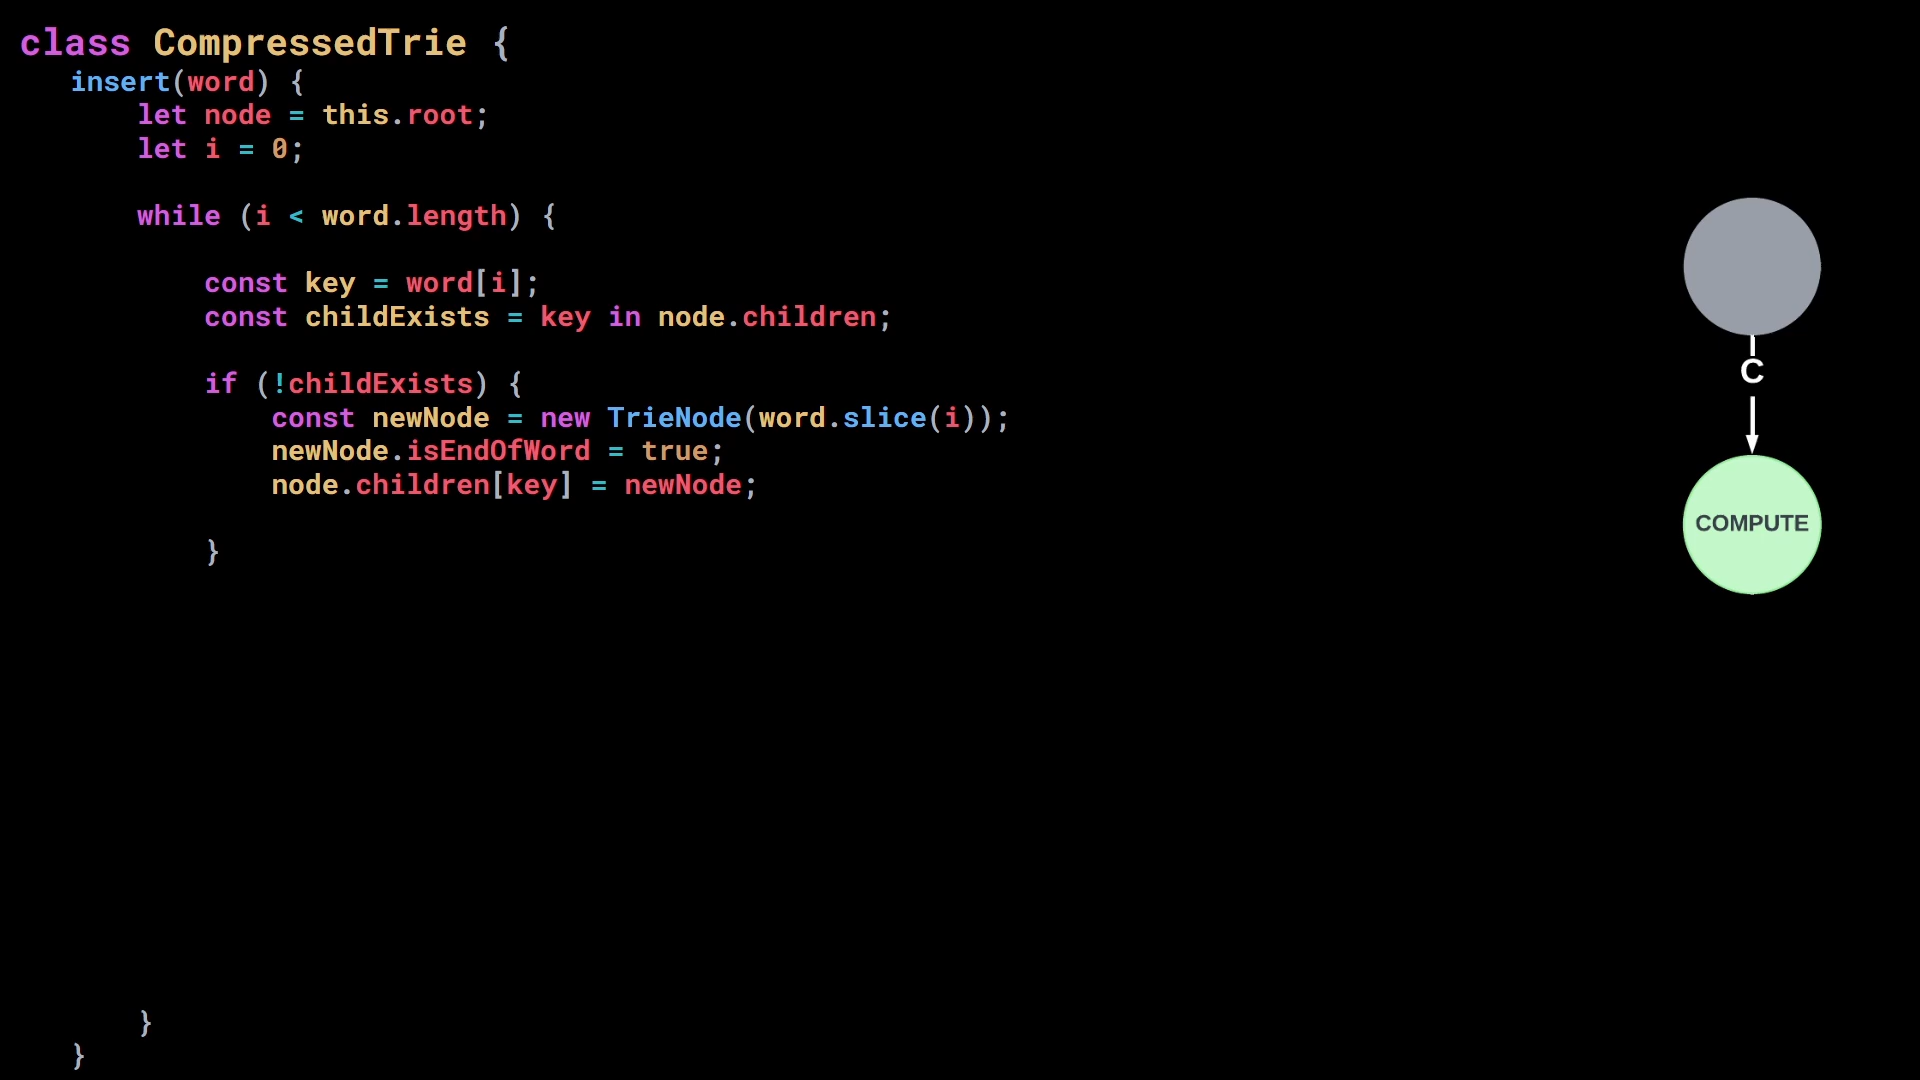 class CompressedTrie {
insert(word) {
let node = this.root;
let i = 0;
while (i < word.length) {
const key = word[i];
const childExists = key in node.children;
if (!childExists) {
const newNode = new TrieNode(word.slice(i));
newNode.isEndOfWord = true;
node.children[key] = newNode;
}
}
}
C
COMPUTE